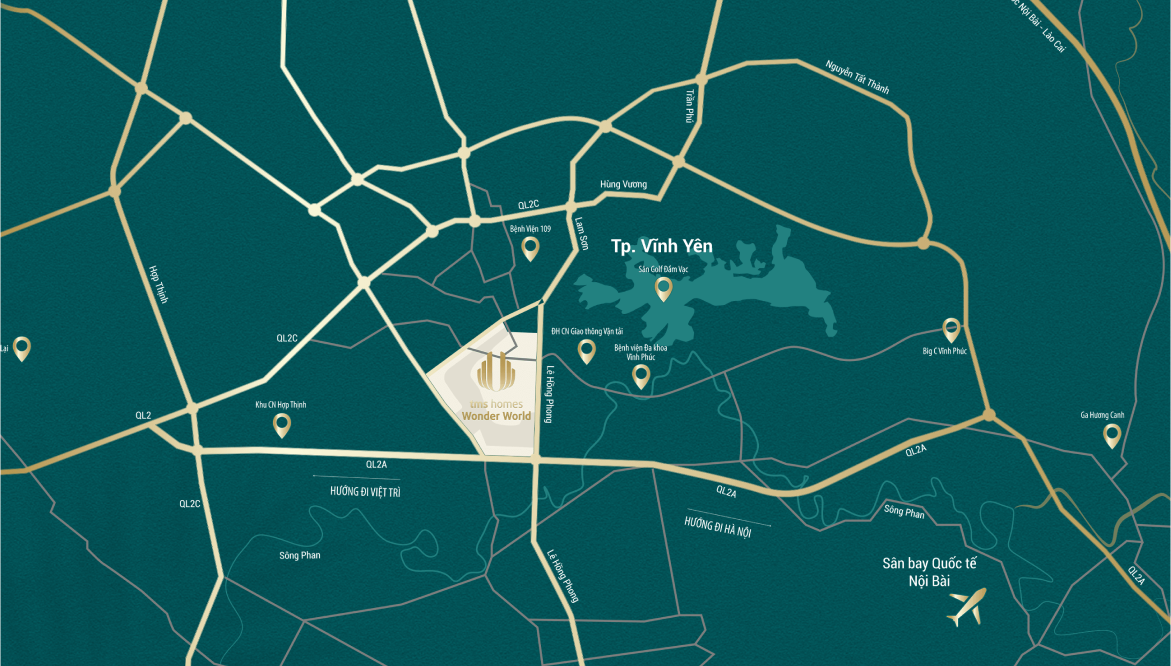 ộc Nội Bài - Lào Cai
Nguyễn Tất Thành
Trần Phú
Hùng Vương
QL2C
Lam Sơn
Bệnh Viện 109
Tp. Vĩnh Yên
Sân Golf Đầm Vạc
Hợp Thịnh
QL2C
ĐH CN Giao thông Vận tải
Bệnh viện Đa khoa
Vĩnh Phúc
Big C Vĩnh Phúc
Lại
Lê Hồng Phong
homes
Wonder World
Khu CN Hợp Thịnh
QL2
Ga Hương Canh
QL2A
QL2A
HƯỚNG ĐI VIỆT TRÌ
QL2A
QL2C
Sông Phan
HƯỚNG ĐI HÀ NỘI
Sông Phan
Lê Hồng Phong
Sân bay Quốc tế
Nội Bài
QL2A